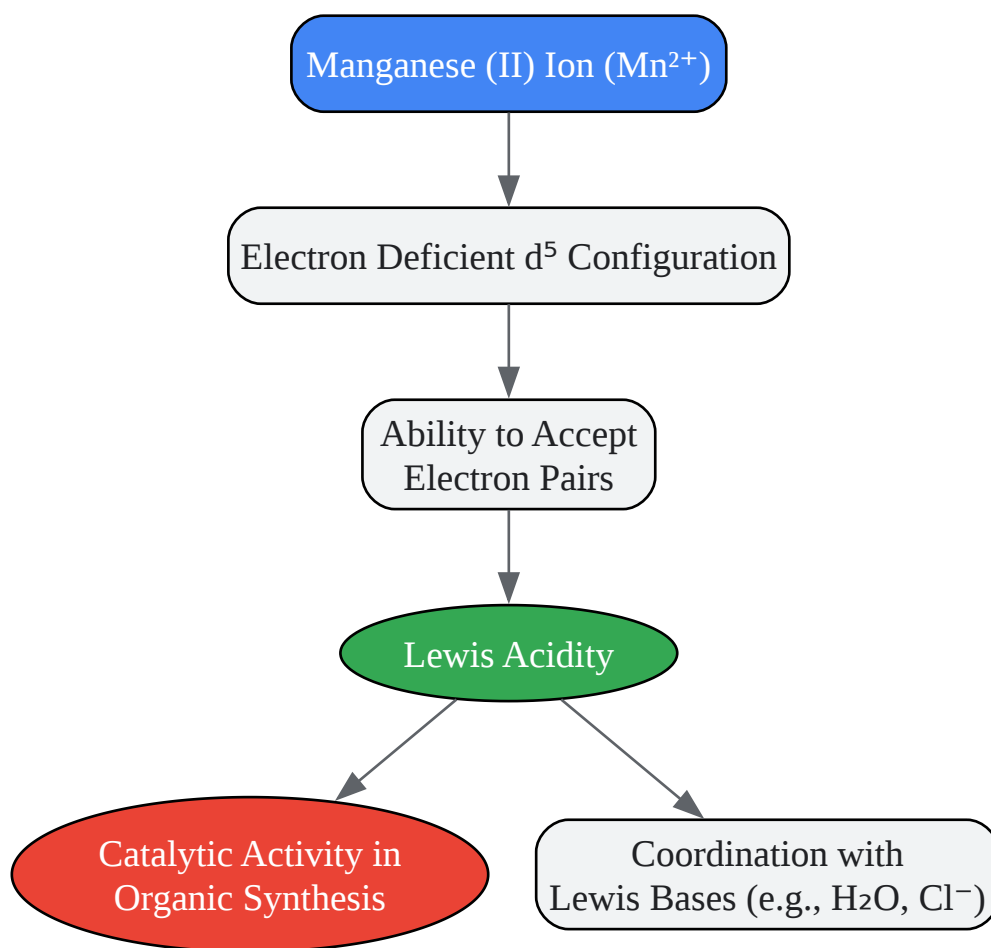 Manganese (II) Ion (Mn²⁺)
Electron Deficient d⁵ Configuration
Ability to Accept
Electron Pairs
Lewis Acidity
Catalytic Activity in
Organic Synthesis
Coordination with
Lewis Bases (e.g., H₂O, Cl⁻)